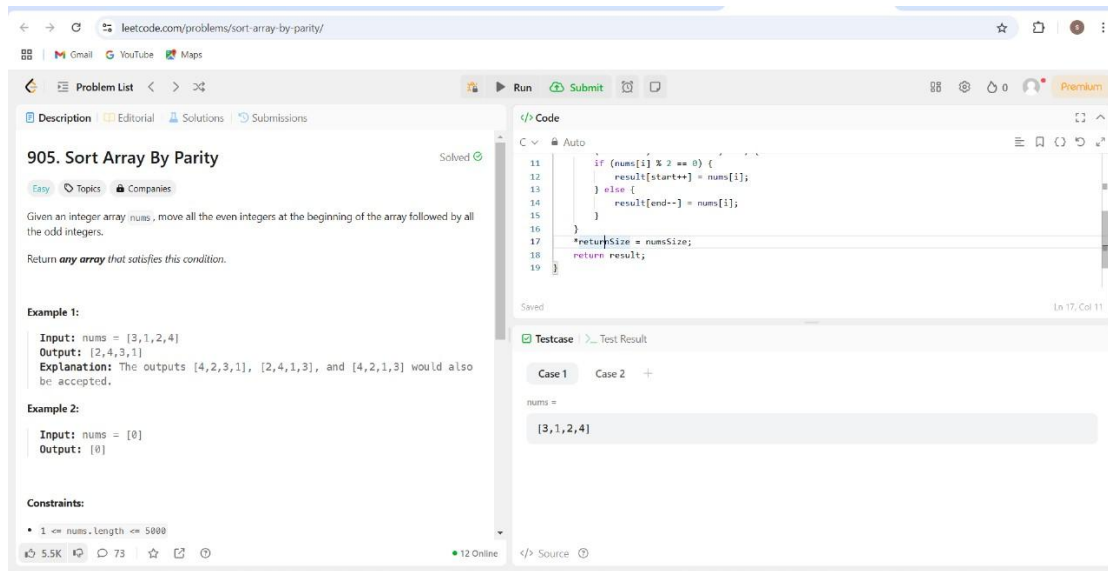 leetcode.com/problems/sort-array-by-parity/
Gmail YouTube Maps
Problem List Run Submit 0 Premium
Description Editorial Solutions Submissions
905. Sort Array By Parity
Solved
Easy Topics Companies
Given an integer array nums, move all the even integers at the beginning of the array followed by all
the odd integers.
Return any array that satisfies this condition.
Example 1:
Input: nums = [3,1,2,4]
Output: [2,4,3,1]
Explanation: The outputs [4,2,3,1], [2,4,1,3], and [4,2,1,3] would also
be accepted.
Example 2:
Input: nums = [0]
Output: [0]
Constraints:
• 1 <= nums.length <= 5000
5.5K 73 12 Online
</> Code
C Auto
11 if (nums[i] % 2 == 0) {
12 result[start++] = nums[i];
13 } else {
14 result[end--] = nums[i];
15 }
16 }
17 *returnSize = numsSize;
18 return result;
19 }
Saved Ln 17, Col 11
Testcase Test Result
Case 1 Case 2 +
nums =
[3,1,2,4]
</> Source